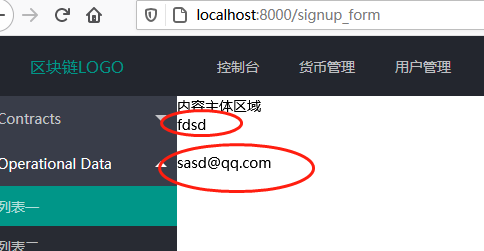 localhost:8000/signup_form
区块链LOGO 控制台 货币管理 用户管理
Contracts
内容主体区域
fdsd
Operational Data
sasd@qq.com
列表一
列表二